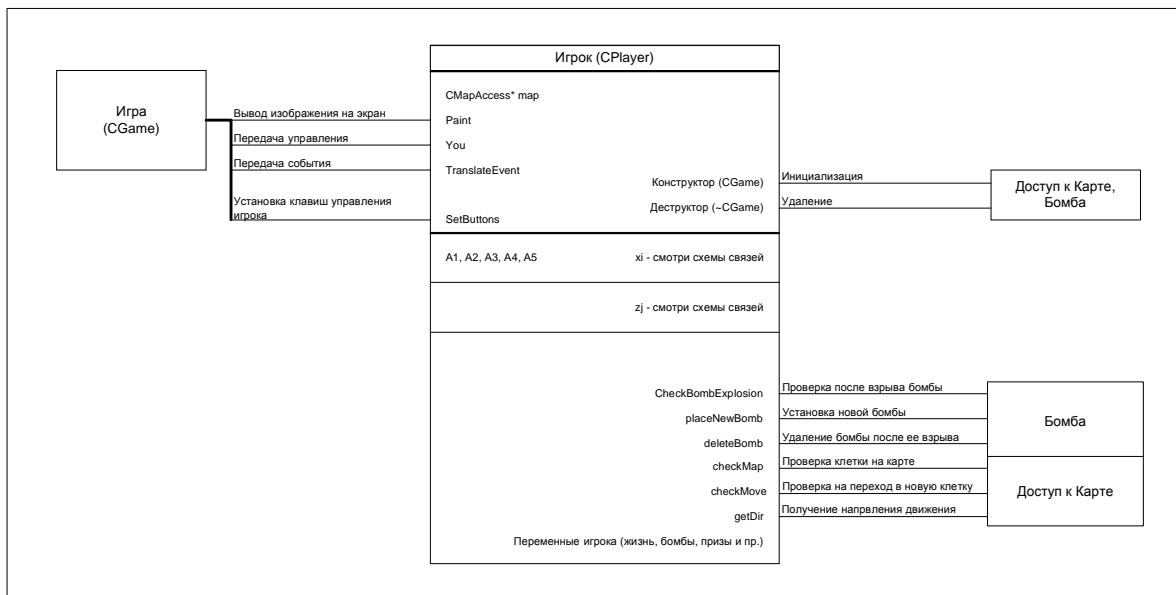 Игрок (CPlayer)
Игра
(CGame)
CMapAccess* map
Вывод изображения на экран
Paint
Передача управления
You
Передача события
TranslateEvent
Конструктор (CGame)
Инициализация
Деструктор (~CGame)
Удаление
Доступ к Карте,
Бомба
Установка клавиш управления
игрока
SetButtons
A1, A2, A3, A4, A5
xi - смотри схемы связей
zj - смотри схемы связей
CheckBombExplosion
Проверка после взрыва бомбы
placeNewBomb
Установка новой бомбы
deleteBomb
Удаление бомбы после ее взрыва
Бомба
checkMap
Проверка клетки на карте
checkMove
Проверка на переход в новую клетку
getDir
Получение напрвления движения
Доступ к Карте
Переменные игрока (жизнь, бомбы, призы и пр.)